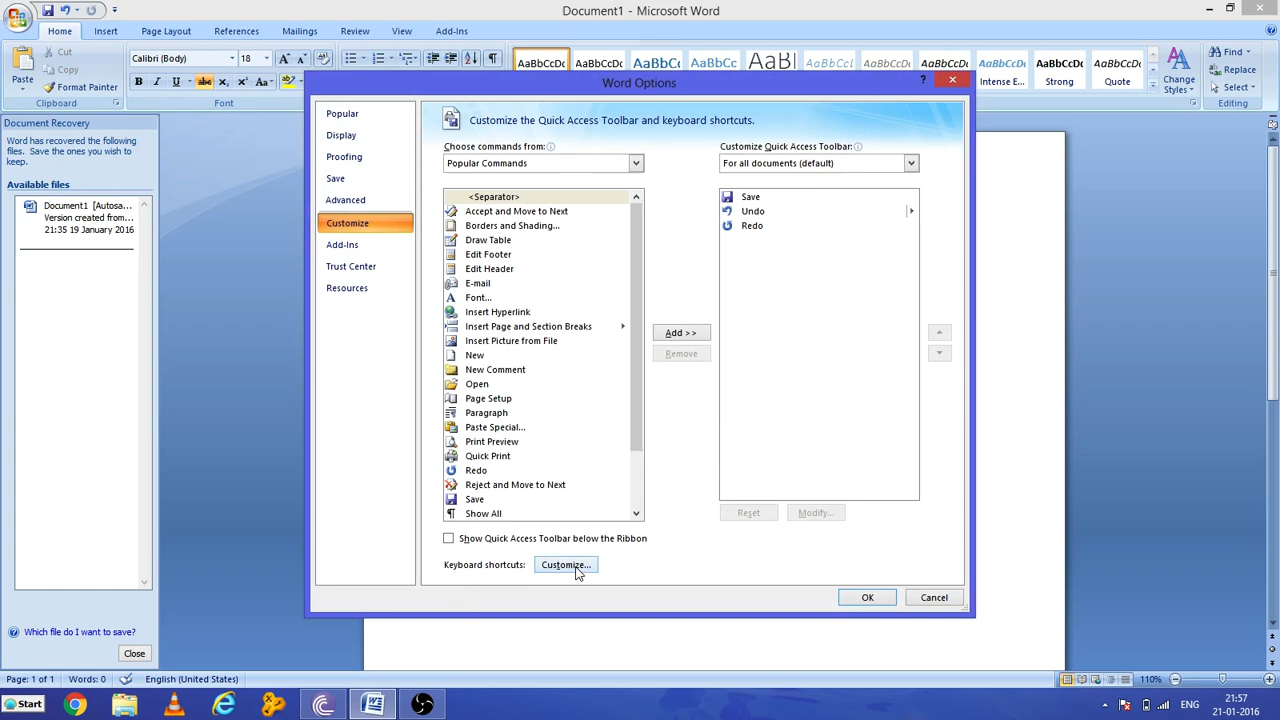 Document1 - Microsoft Word
Home Insert Page Layout References Mailings Review View Add-Ins
Paste
Cut
Copy
Format Painter
Clipboard
Calibri (Body) 18
Font
AaBbCcDc AaBbCcDc AaBbCc AaBbCc AaBb AaBbCc. AaBbCcDc AaBbCcDc AaBbCcDc AaBbCcDc
Intense E... Strong Quote
Change Styles
Find
Replace
Select
Editing
Document Recovery
Word has recovered the following
files. Save the ones you wish to
keep.
Available files
Document1 [Autosa...
Version created from...
21:35 19 January 2016
Which file do I want to save?
Close
Word Options
Popular
Display
Proofing
Save
Advanced
Customize
Add-Ins
Trust Center
Resources
Customize the Quick Access Toolbar and keyboard shortcuts.
Choose commands from:
Popular Commands
<Separator>
Accept and Move to Next
Borders and Shading...
Draw Table
Edit Footer
Edit Header
E-mail
Font...
Insert Hyperlink
Insert Page and Section Breaks
Insert Picture from File
New
New Comment
Open
Page Setup
Paragraph
Paste Special...
Print Preview
Quick Print
Redo
Reject and Move to Next
Save
Show All
Add >>
Remove
Customize Quick Access Toolbar:
For all documents (default)
Save
Undo
Redo
Reset Modify...
Show Quick Access Toolbar below the Ribbon
Keyboard shortcuts: Customize...
OK Cancel
Page: 1 of 1 Words: 0 English (United States) 110%
Start
ENG
21:57
21-01-2016